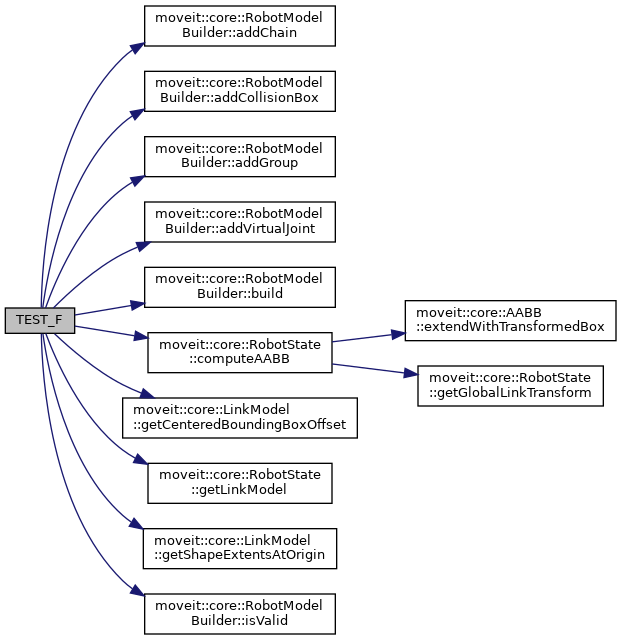 moveit::core::RobotModel
Builder::addChain
moveit::core::RobotModel
Builder::addCollisionBox
moveit::core::RobotModel
Builder::addGroup
moveit::core::RobotModel
Builder::addVirtualJoint
moveit::core::RobotModel
Builder::build
TEST_F
moveit::core::RobotState
::computeAABB
moveit::core::AABB
::extendWithTransformedBox
moveit::core::RobotState
::getGlobalLinkTransform
moveit::core::LinkModel
::getCenteredBoundingBoxOffset
moveit::core::RobotState
::getLinkModel
moveit::core::LinkModel
::getShapeExtentsAtOrigin
moveit::core::RobotModel
Builder::isValid